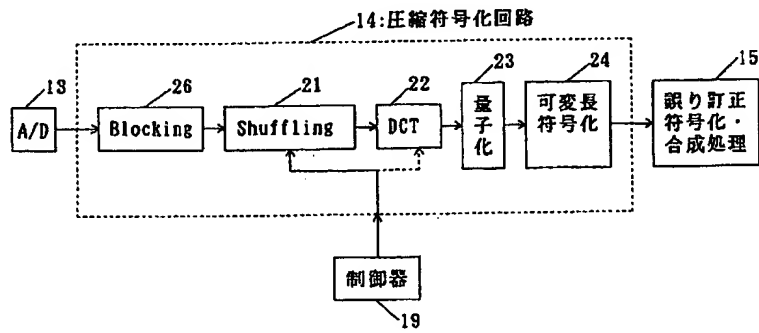 14:圧縮符号化回路
13
26
21
22
23
24
15
A/D
Blocking
Shuffling
DCT
量子化
可変長
符号化
誤り訂正
符号化・
合成処理
制御器
19